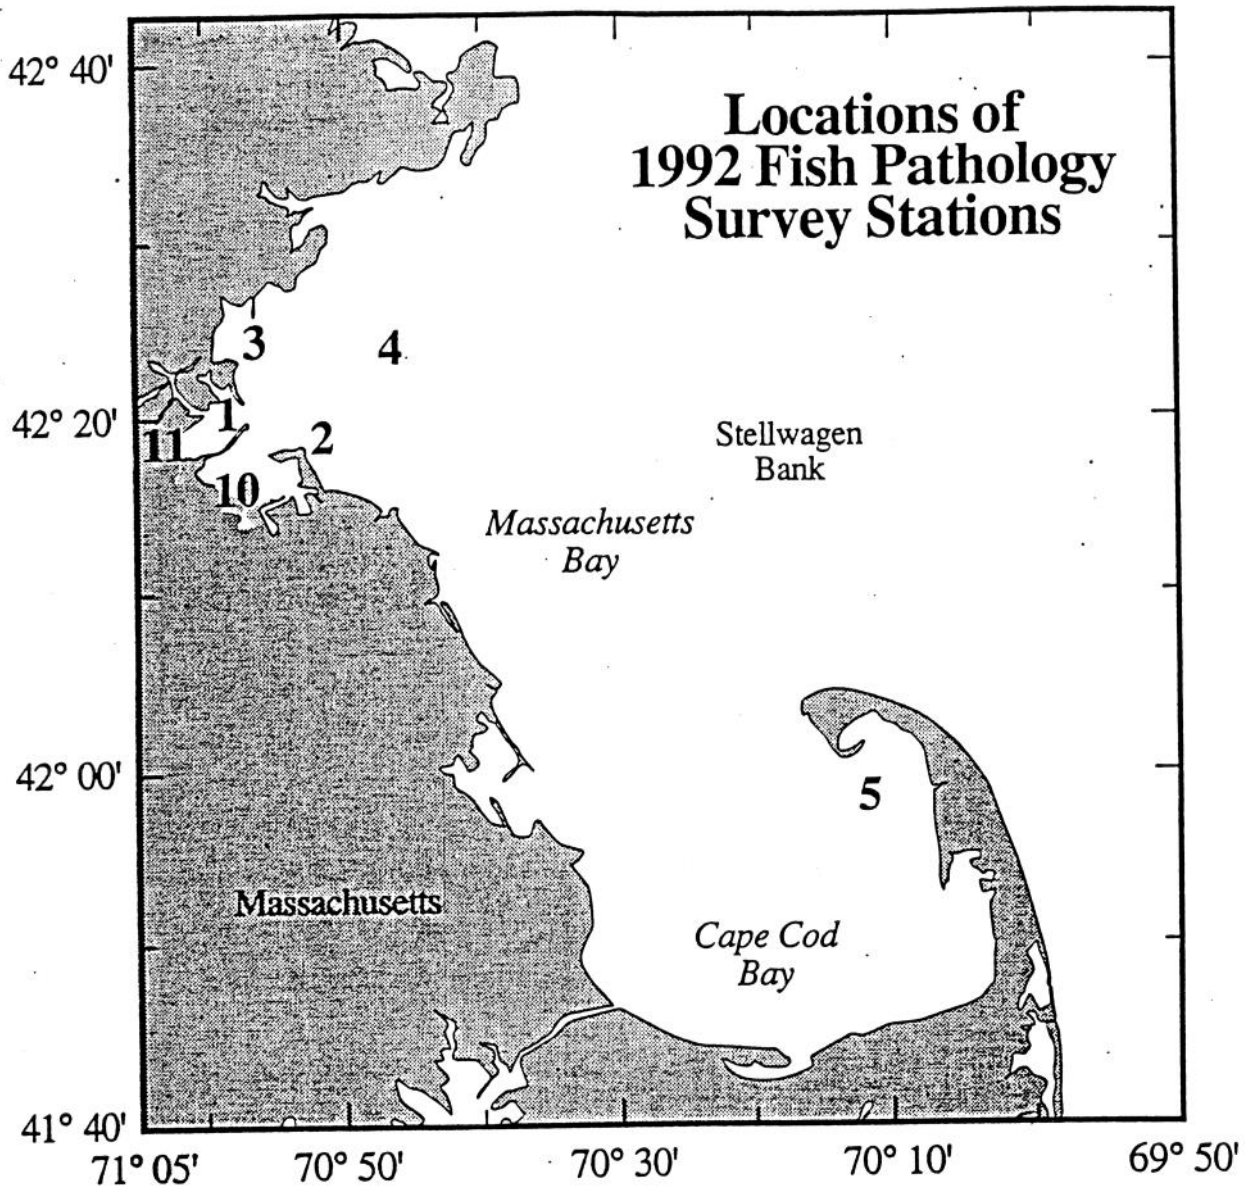 42° 40'
Locations of
1992 Fish Pathology
Survey Stations
3
4
42° 20'
1
2
11
Stellwagen
Bank
10
Massachusetts
Bay
42° 00'
5
Massachusetts
Cape Cod
Bay
41° 40'
71° 05'
70° 50'
70° 30'
70° 10'
69° 50'